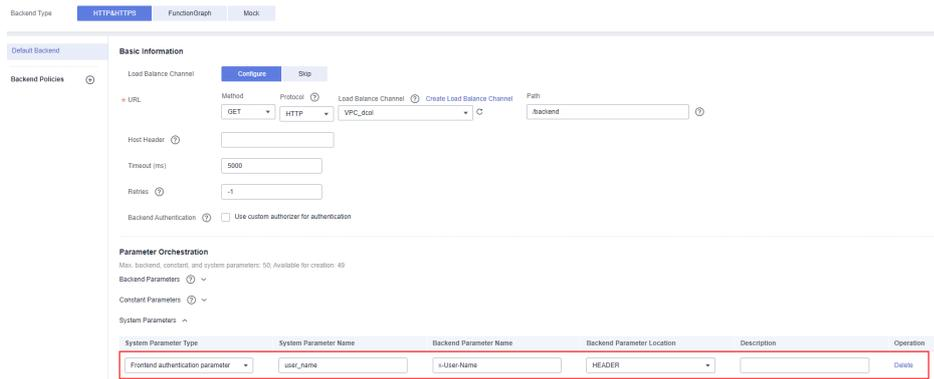 Backend Type HTTP&HTTPS FunctionGraph Mock
Default Backend
Backend Policies
Basic Information
Load Balance Channel Configure Skip
Method Protocol ? Load Balance Channel ? Create Load Balance Channel Path
* URL GET HTTP VPC_dcol /backend ?
Host Header ?
Timeout (ms) 5000
Retries ? -1
Backend Authentication ? Use custom authorizer for authentication
Parameter Orchestration
Max. backend, constant, and system parameters: 50; Available for creation: 49
Backend Parameters ?
Constant Parameters ?
System Parameters
System Parameter Type System Parameter Name Backend Parameter Name Backend Parameter Location Description Operation
Frontend authentication parameter user_name x-User-Name HEADER Delete